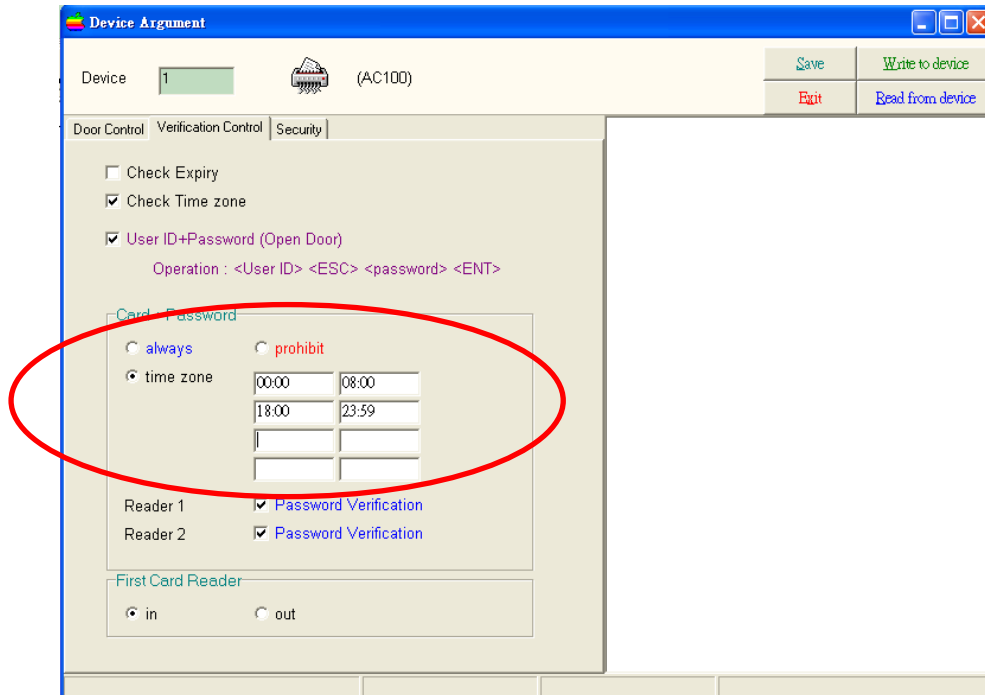 Device Argument
Device 1 (AC100) Save Write to device
Exit Read from device
Door Control Verification Control Security
Check Expiry
Check Time zone
User ID+Password (Open Door)
Operation : <User ID> <ESC> <password> <ENT>
Card+Password
always prohibit
time zone 00:00 08:00
18:00 23:59
Reader 1 Password Verification
Reader 2 Password Verification
First Card Reader
in out